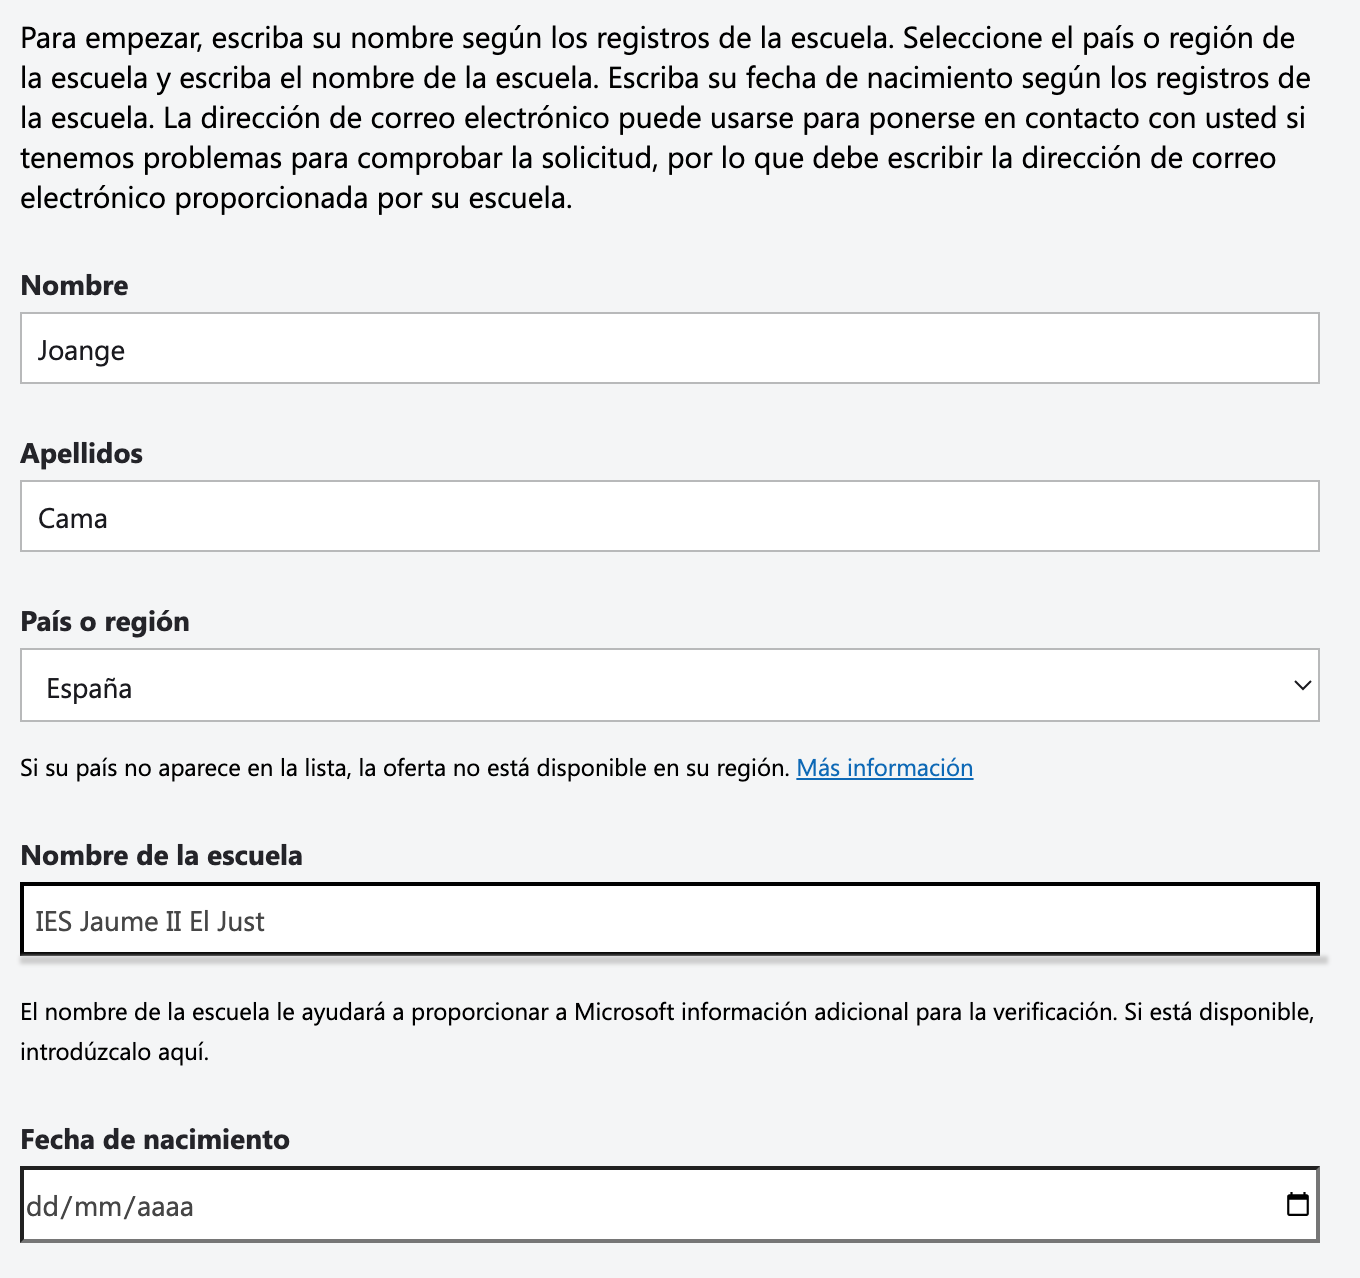 Para empezar, escriba su nombre según los registros de la escuela. Seleccione el país o región de
la escuela y escriba el nombre de la escuela. Escriba su fecha de nacimiento según los registros de
la escuela. La dirección de correo electrónico puede usarse para ponerse en contacto con usted si
tenemos problemas para comprobar la solicitud, por lo que debe escribir la dirección de correo
electrónico proporcionada por su escuela.
Nombre
Joange
Apellidos
Cama
País o región
España
Si su país no aparece en la lista, la oferta no está disponible en su región. Más información
Nombre de la escuela
IES Jaume II El Just
El nombre de la escuela le ayudará a proporcionar a Microsoft información adicional para la verificación. Si está disponible,
introdúzcalo aquí.
Fecha de nacimiento
dd/mm/aaaa